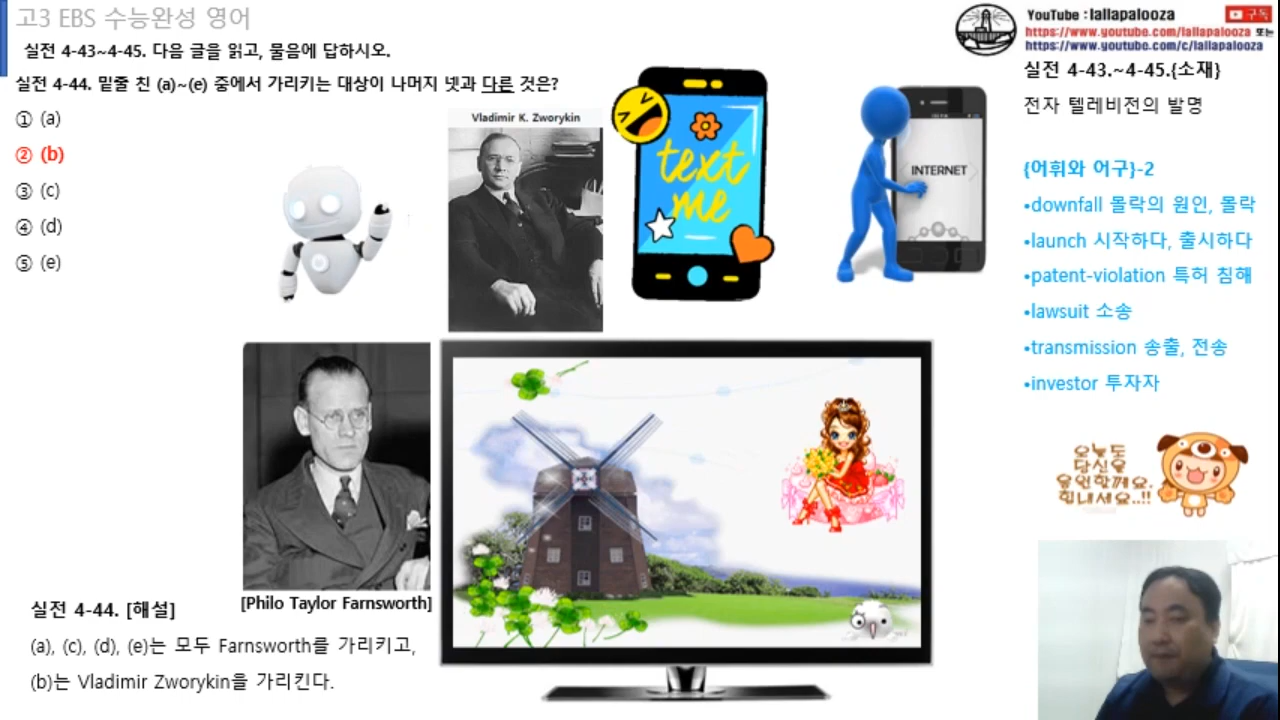 고3 EBS 수능완성 영어
실전 4-43~4-45. 다음 글을 읽고, 물음에 답하시오.
실전 4-44. 밑줄 친 (a)~(e) 중에서 가리키는 대상이 나머지 넷과 다른 것은?
① (a)
② (b)
③ (c)
④ (d)
⑤ (e)
Vladimir K. Zworykin
text
me
INTERNET
[Philo Taylor Farnsworth]
실전 4-44. [해설]
(a), (c), (d), (e)는 모두 Farnsworth를 가리키고,
(b)는 Vladimir Zworykin을 가리킨다.
YouTube : lallapalooza
구독
https://www.youtube.com/lallapalooza 또는
https://www.youtube.com/c/lallapalooza
실전 4-43.~4-45.{소재}
전자 텔레비전의 발명
{어휘와 어구}-2
•downfall 몰락의 원인, 몰락
•launch 시작하다, 출시하다
•patent-violation 특허 침해
•lawsuit 소송
•transmission 송출, 전송
•investor 투자자
오늘도
당신을
응원할께요.
힘내세요..!!